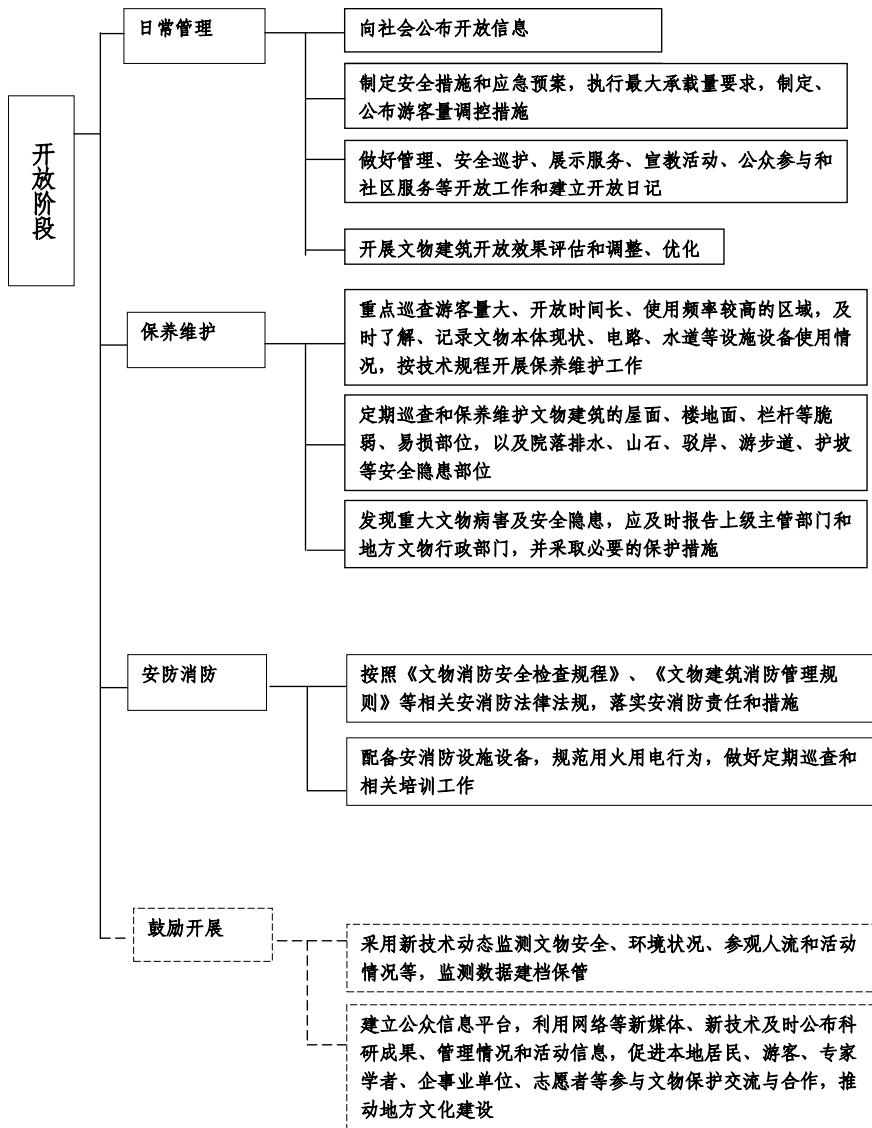 开放阶段
日常管理
向社会公布开放信息
制定安全措施和应急预案，执行最大承载量要求，制定、
公布游客量调控措施
做好管理、安全巡护、展示服务、宣教活动、公众参与和
社区服务等开放工作和建立开放日记
开展文物建筑开放效果评估和调整、优化
保养维护
重点巡查游客量大、开放时间长、使用频率较高的区域，及
时了解、记录文物本体现状、电路、水道等设施设备使用情
况，按技术规程开展保养维护工作
定期巡查和保养维护文物建筑的屋面、楼地面、栏杆等脆
弱、易损部位，以及院落排水、山石、驳岸、游步道、护坡
等安全隐患部位
发现重大文物病害及安全隐患，应及时报告上级主管部门和
地方文物行政部门，并采取必要的保护措施
安防消防
按照《文物消防安全检查规程》、《文物建筑消防管理规
则》等相关安消防法律法规，落实安消防责任和措施
配备安消防设施设备，规范用火用电行为，做好定期巡查和
相关培训工作
鼓励开展
采用新技术动态监测文物安全、环境状况、参观人流和活动
情况等，监测数据建档保管
建立公众信息平台，利用网络等新媒体、新技术及时公布科
研成果、管理情况和活动信息，促进本地居民、游客、专家
学者、企事业单位、志愿者等参与文物保护交流与合作，推
动地方文化建设